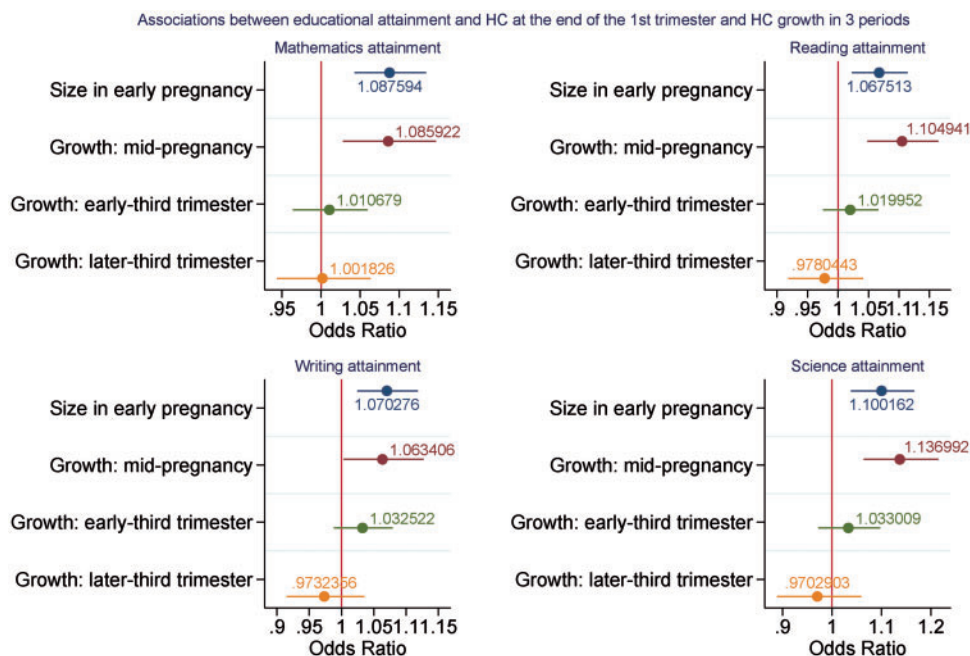 Associations between educational attainment and HC at the end of the 1st trimester and HC growth in 3 periods
Mathematics attainment
Size in early pregnancy
1.087594
Growth: mid-pregnancy
1.085922
Growth: early-third trimester
1.010679
Growth: later-third trimester
1.001826
.95 1 1.05 1.1 1.15
Odds Ratio
Reading attainment
Size in early pregnancy
1.067513
Growth: mid-pregnancy
1.104941
Growth: early-third trimester
1.019952
Growth: later-third trimester
.9780443
.9 .95 1 1.05 1.1 1.15
Odds Ratio
Writing attainment
Size in early pregnancy
1.070276
Growth: mid-pregnancy
1.063406
Growth: early-third trimester
1.032522
Growth: later-third trimester
.9732356
.9 .95 1 1.05 1.1 1.15
Odds Ratio
Science attainment
Size in early pregnancy
1.100162
Growth: mid-pregnancy
1.136992
Growth: early-third trimester
1.033009
Growth: later-third trimester
.9702903
.9 1 1.1 1.2
Odds Ratio